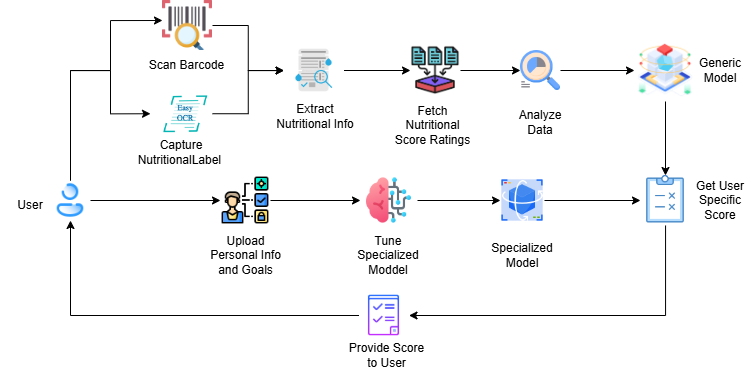 Scan Barcode
Easy
OCR
Capture
NutritionalLabel
Extract
Nutritional Info
Fetch
Nutritional
Score Ratings
Analyze
Data
Generic
Model
User
Upload
Personal Info
and Goals
Tune
Specialized
Moddel
Specialized
Model
Get User
Specific
Score
Provide Score
to User